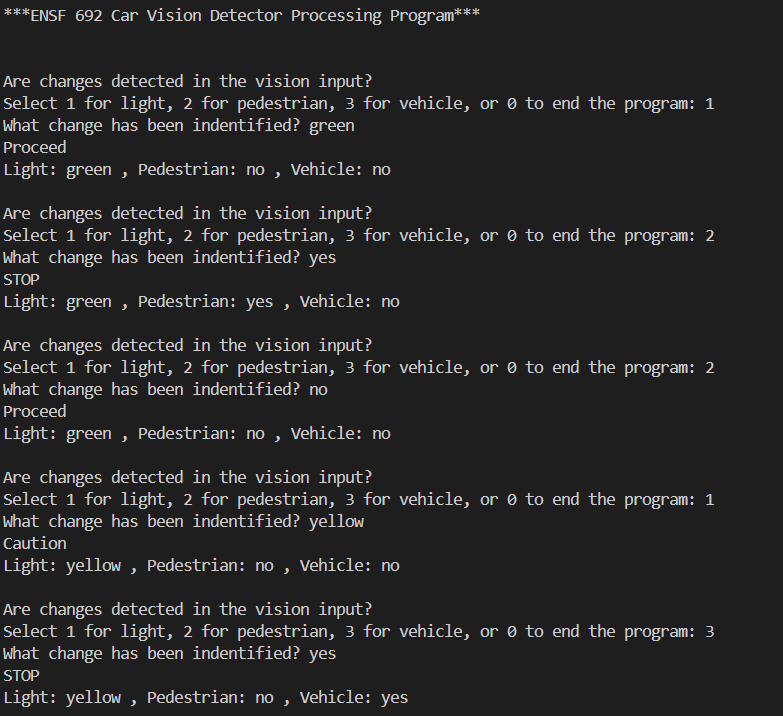 ***ENSF 692 Car Vision Detector Processing Program***
Are changes detected in the vision input?
Select 1 for light, 2 for pedestrian, 3 for vehicle, or 0 to end the program: 1
What change has been indentified? green
Proceed
Light: green , Pedestrian: no , Vehicle: no
Are changes detected in the vision input?
Select 1 for light, 2 for pedestrian, 3 for vehicle, or 0 to end the program: 2
What change has been indentified? yes
STOP
Light: green , Pedestrian: yes , Vehicle: no
Are changes detected in the vision input?
Select 1 for light, 2 for pedestrian, 3 for vehicle, or 0 to end the program: 2
What change has been indentified? no
Proceed
Light: green , Pedestrian: no , Vehicle: no
Are changes detected in the vision input?
Select 1 for light, 2 for pedestrian, 3 for vehicle, or 0 to end the program: 1
What change has been indentified? yellow
Caution
Light: yellow , Pedestrian: no , Vehicle: no
Are changes detected in the vision input?
Select 1 for light, 2 for pedestrian, 3 for vehicle, or 0 to end the program: 3
What change has been indentified? yes
STOP
Light: yellow , Pedestrian: no , Vehicle: yes